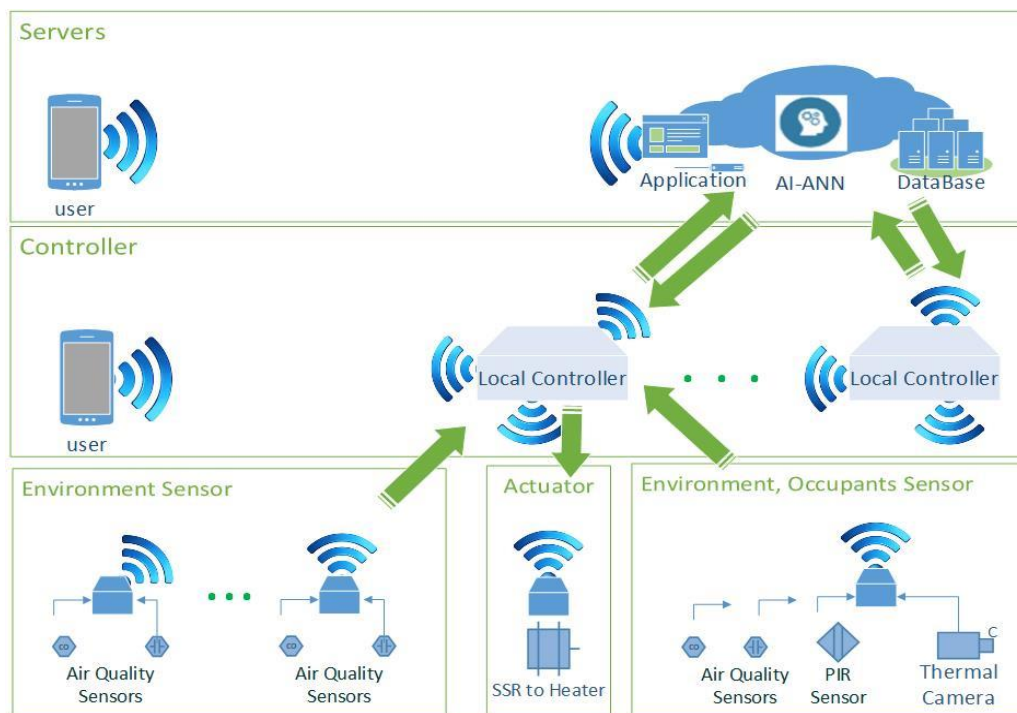 Servers
user
Application
AI-ANN
DataBase
Controller
user
Local Controller
Local Controller
Environment Sensor
CO
CO
Air Quality
Sensors
Air Quality
Sensors
Actuator
SSR to Heater
Environment, Occupants Sensor
CO
C
Air Quality
Sensors
PIR
Sensor
Thermal
Camera